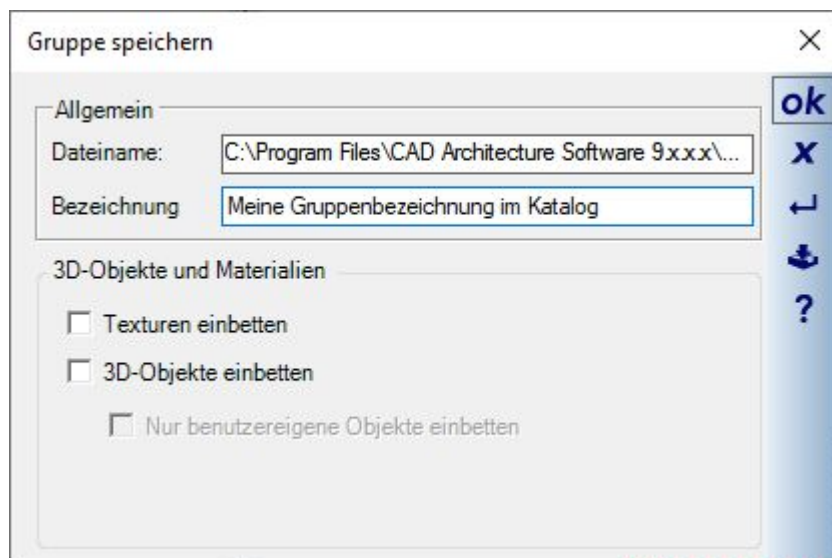 Gruppe speichern
ok
Allgemein
Dateiname: C:\Program Files\CAD Architecture Software 9.x.x.x\...
Bezeichnung Meine Gruppenbezeichnung im Katalog
?
3D-Objekte und Materialien
Texturen einbetten
3D-Objekte einbetten
Nur benutzereigene Objekte einbetten